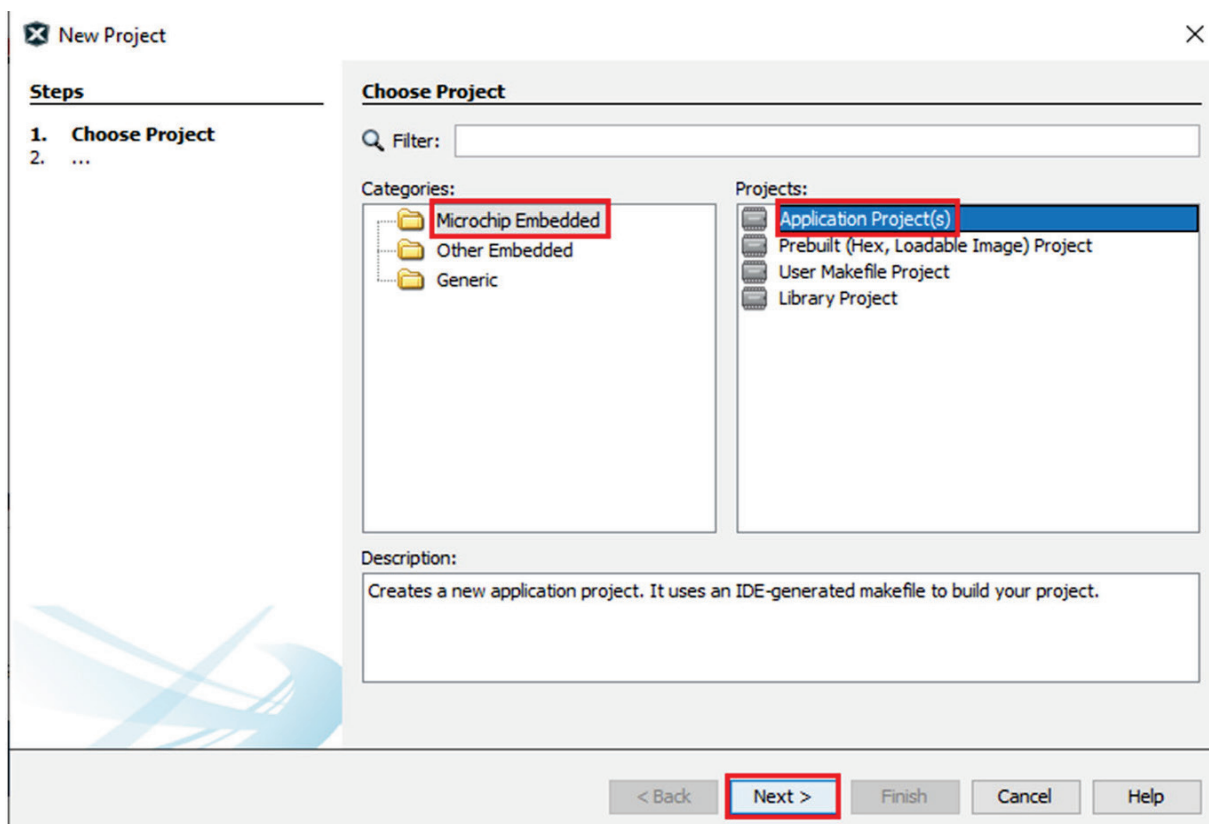 New Project
Steps
1. Choose Project
2. ...
Choose Project
Filter:
Categories:
Microchip Embedded
Other Embedded
Generic
Projects:
Application Project(s)
Prebuilt (Hex, Loadable Image) Project
User Makefile Project
Library Project
Description:
Creates a new application project. It uses an IDE-generated makefile to build your project.
< Back
Next >
Finish
Cancel
Help